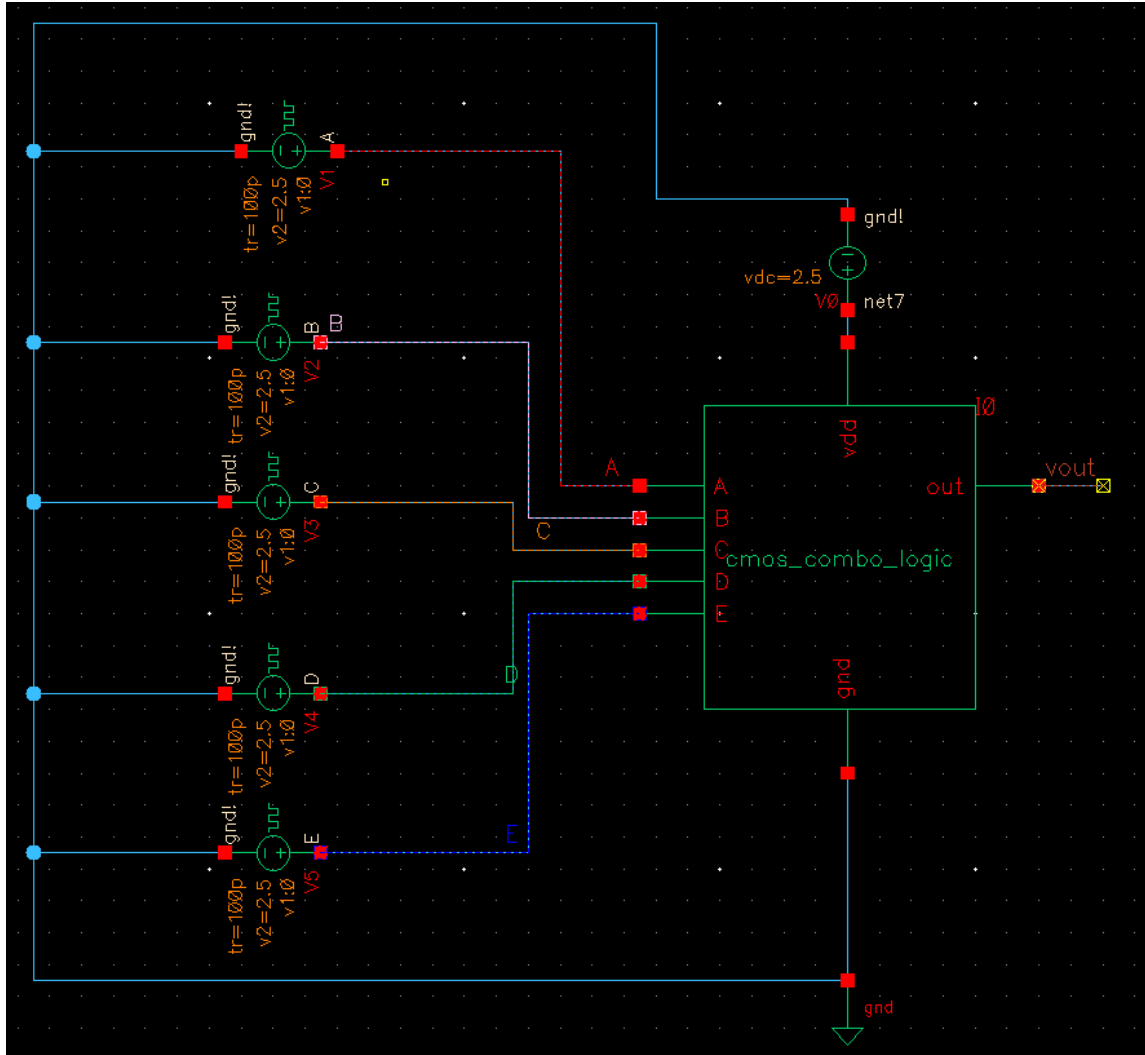 gnd!
A
V1
tr=100p
v2=2.5
v1:0
gnd!
vdc=2.5
V0
net7
gnd!
B
B
V2
tr=100p
v2=2.5
v1:0
I0
vdd
A
A
vout
out
B
gnd!
C
V3
tr=100p
v2=2.5
v1:0
C
C
cmos_combo_logic
D
E
gnd!
D
V4
tr=100p
v2=2.5
v1:0
D
gnd
gnd!
E
V5
tr=100p
v2=2.5
v1:0
E
gnd